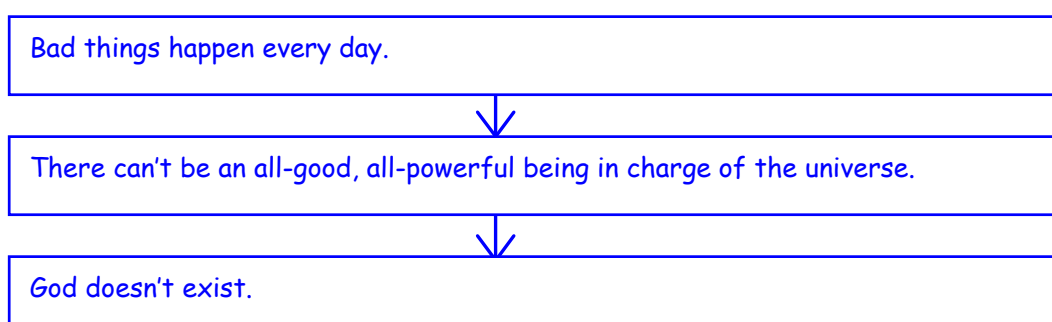 Bad things happen every day.
There can't be an all-good, all-powerful being in charge of the universe.
God doesn't exist.